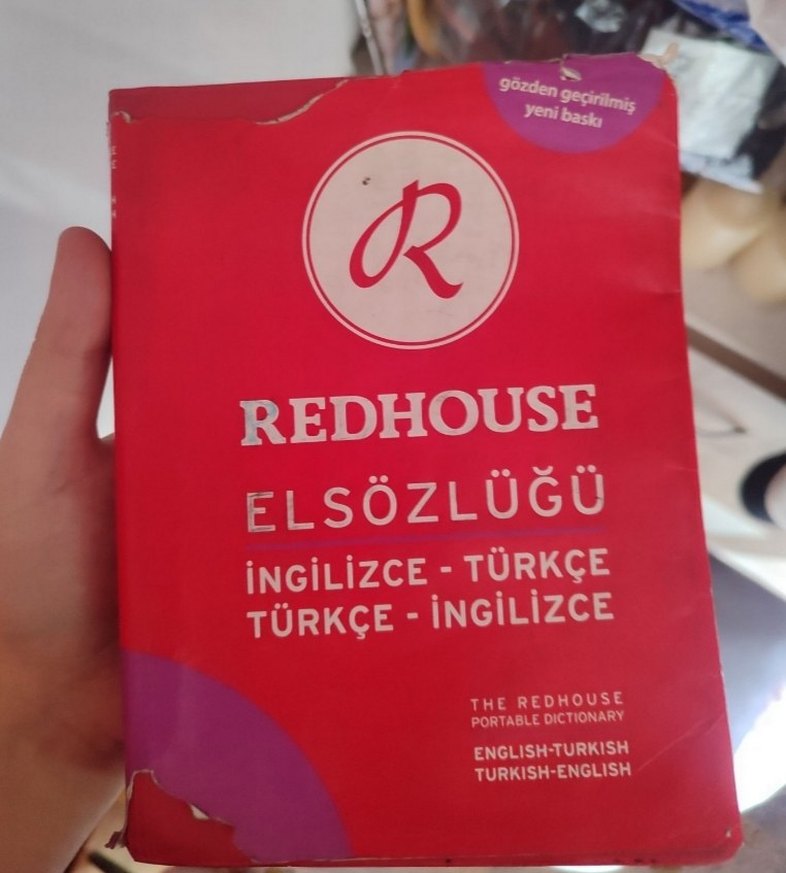 gözden geçirilmiş
yeni baskı
R
REDHOUSE
ELSÖZLÜĞÜ
İNGİLİZCE - TÜRKÇE
TÜRKÇE - İNGİLİZCE
THE REDHOUSE
PORTABLE DICTIONARY
ENGLISH-TURKISH
TURKISH-ENGLISH